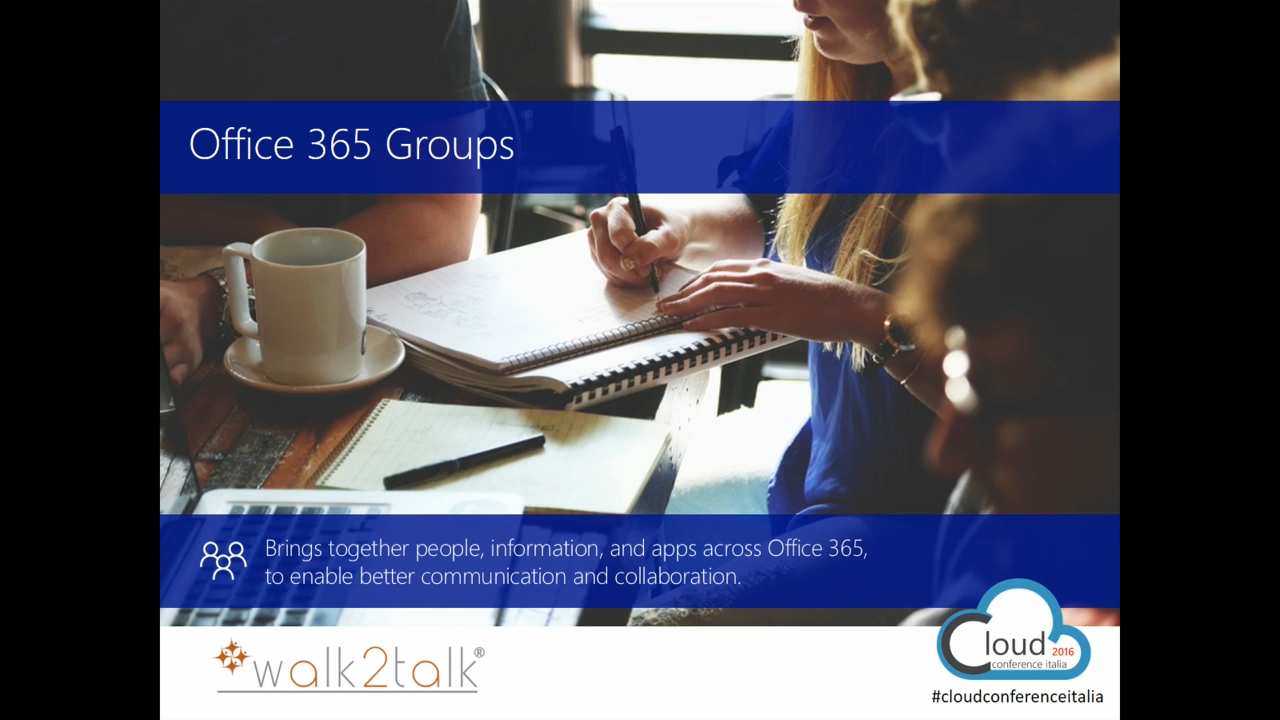 Office 365 Groups
Brings together people, information, and apps across Office 365,
to enable better communication and collaboration.
walk2talk®
Cloud
2016
conference italia
#cloudconferenceitalia